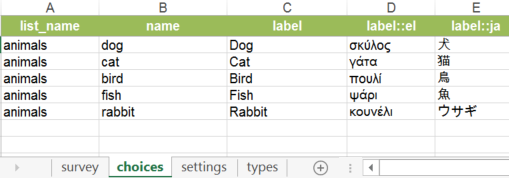 A B C D E
list_name name label label::el label::ja
animals dog Dog σκύλος 犬
animals cat Cat γάτα 猫
animals bird Bird πουλί 鳥
animals fish Fish ψάρι 魚
animals rabbit Rabbit κουνέλι ウサギ
survey choices settings types